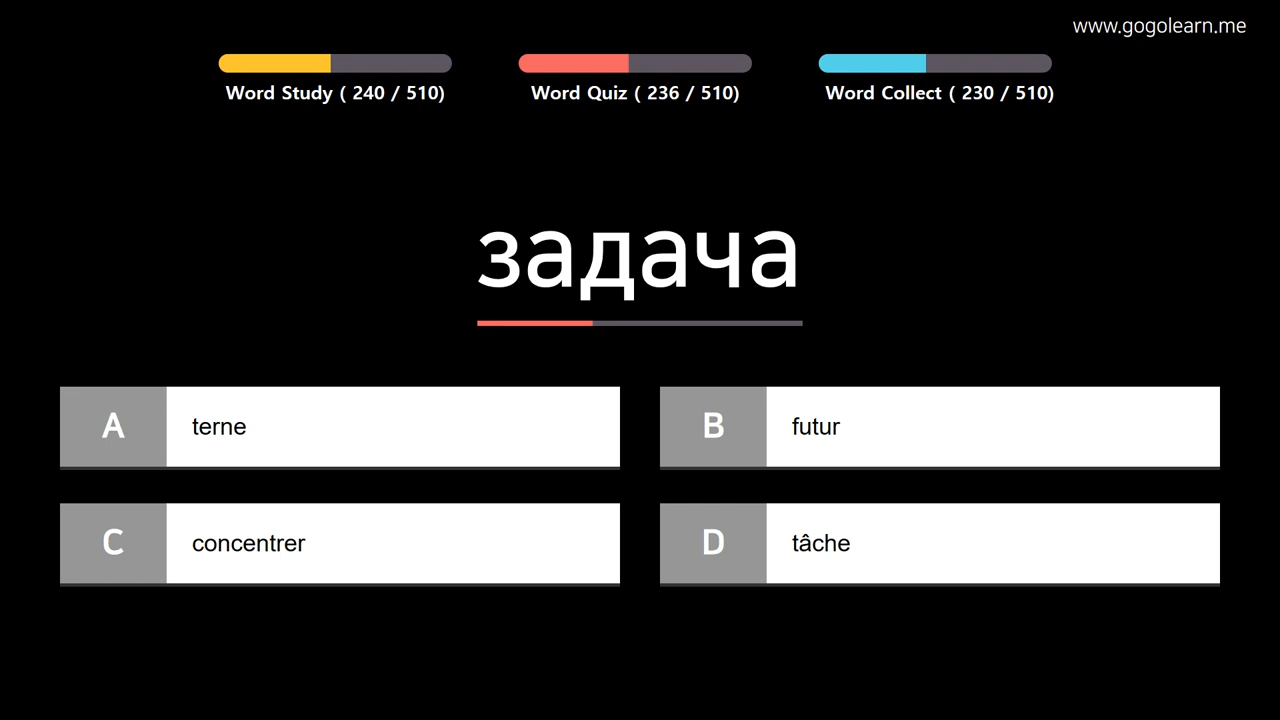 www.gogolearn.me
Word Study ( 240 / 510)
Word Quiz ( 236 / 510)
Word Collect ( 230 / 510)
задача
A terne
B futur
C concentrer
D tâche